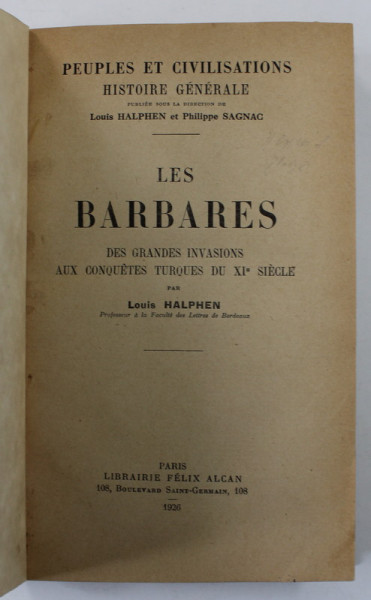 PEUPLES ET CIVILISATIONS
HISTOIRE GÉNÉRALE
PUBLIÉE SOUS LA DIRECTION DE
Louis HALPHEN et Philippe SAGNAC
LES
BARBARES
DES GRANDES INVASIONS
AUX CONQUÊTES TURQUES DU XIe SIÈCLE
PAR
Louis HALPHEN
Professeur à la Faculté des Lettres de Bordeaux
PARIS
LIBRAIRIE FÉLIX ALCAN
108, BOULEVARD SAINT-GERMAIN, 108
1926